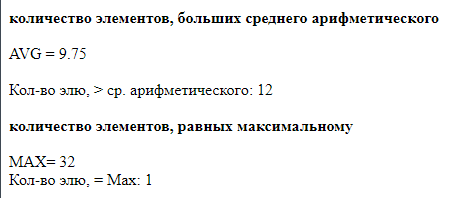 количество элементов, больших среднего арифметического
AVG = 9.75
Кол-во элю, > ср. арифметического: 12
количество элементов, равных максимальному
MAX= 32
Кол-во элю, = Max: 1